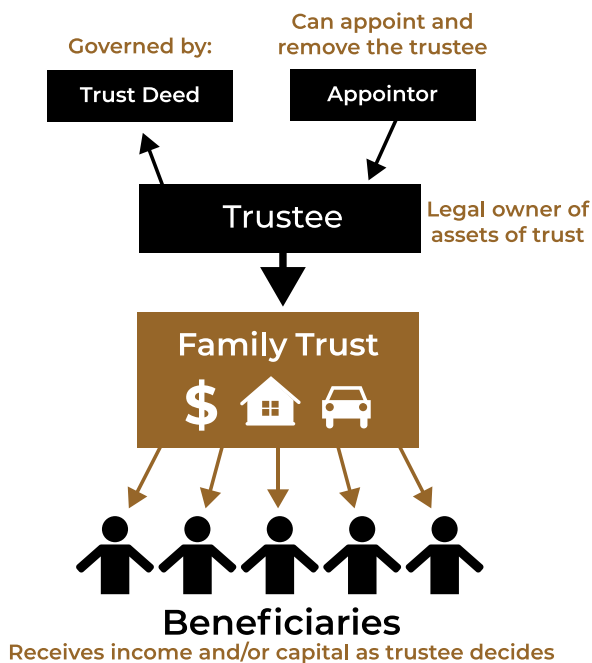 Governed by:
Can appoint and
remove the trustee
Trust Deed
Appointor
Trustee
Legal owner of
assets of trust
Family Trust
$
Beneficiaries
Receives income and/or capital as trustee decides